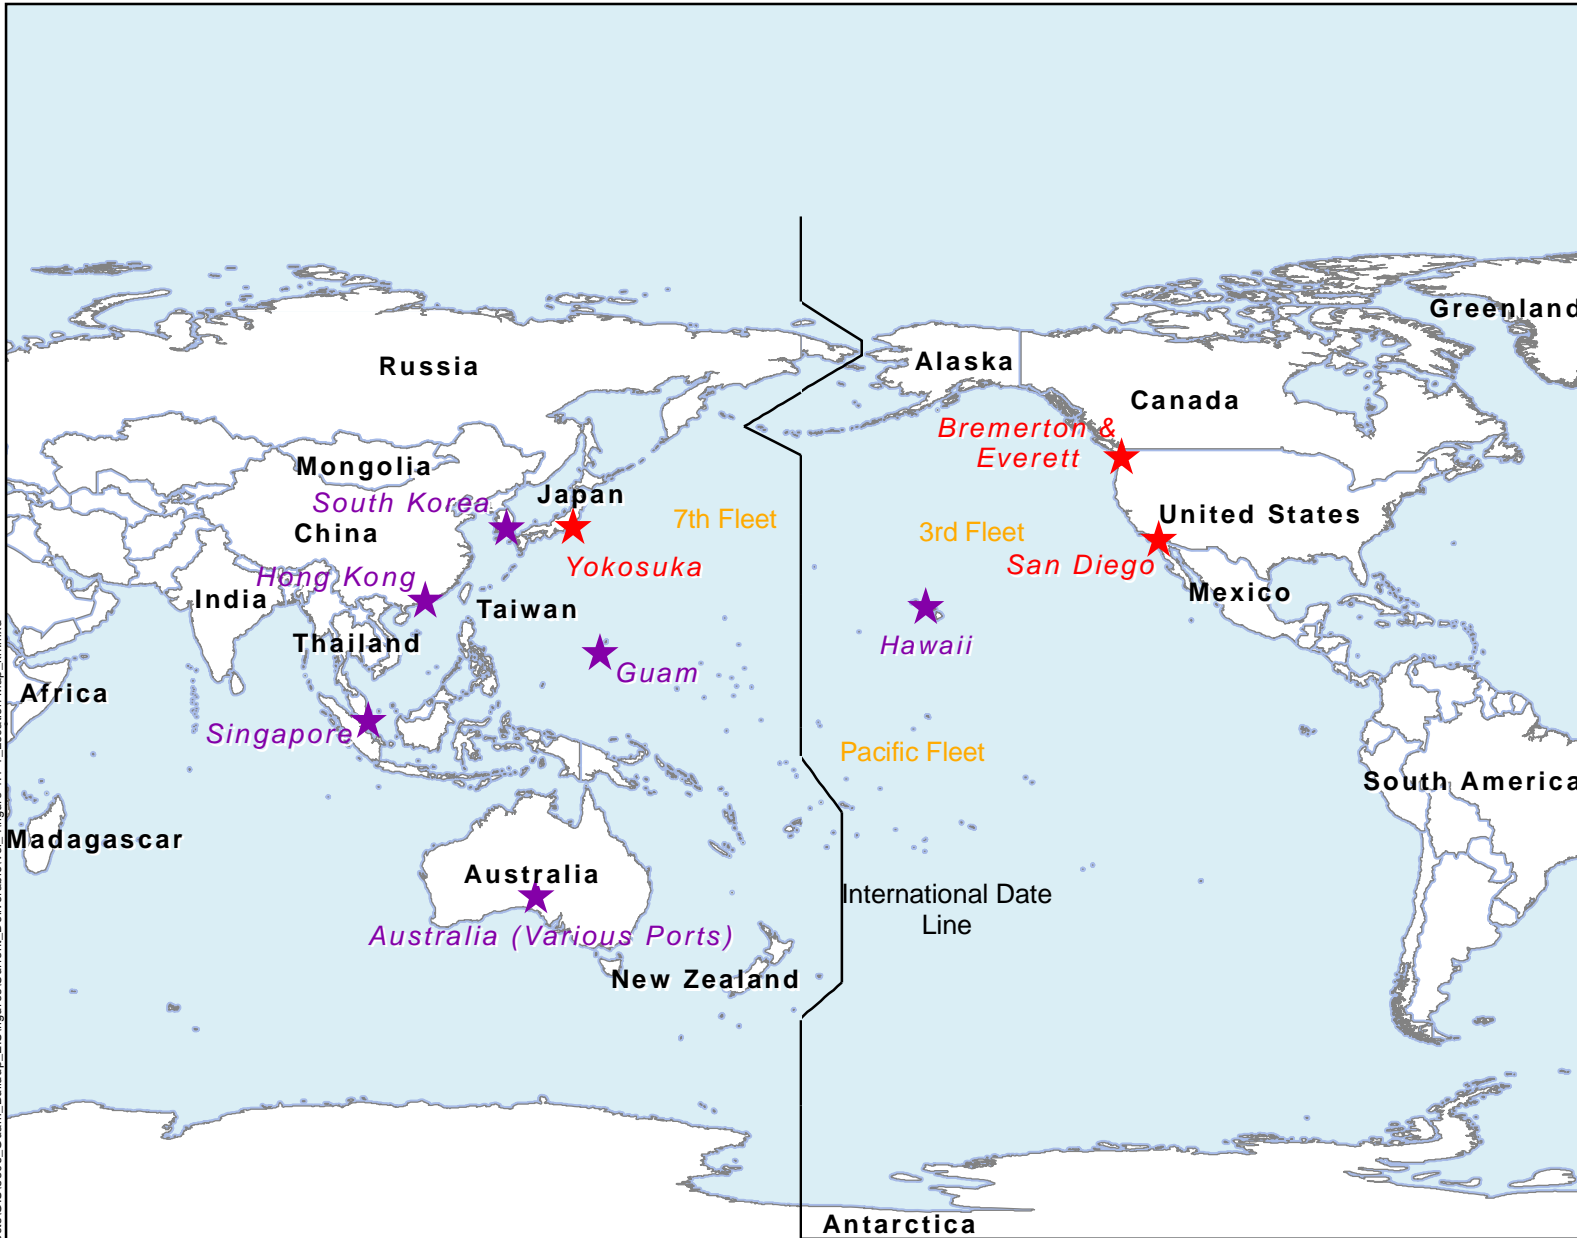 Greenland
Russia
Alaska
Canada
Bremerton &
Everett
Mongolia
South Korea
Japan
7th Fleet
United States
China
3rd Fleet
Yokosuka
San Diego
Hong Kong
India
Taiwan
Mexico
Thailand
Hawaii
Guam
Africa
Singapore
Pacific Fleet
South America
Madagascar
Australia
International Date
Line
Australia (Various Ports)
New Zealand
Antarctica